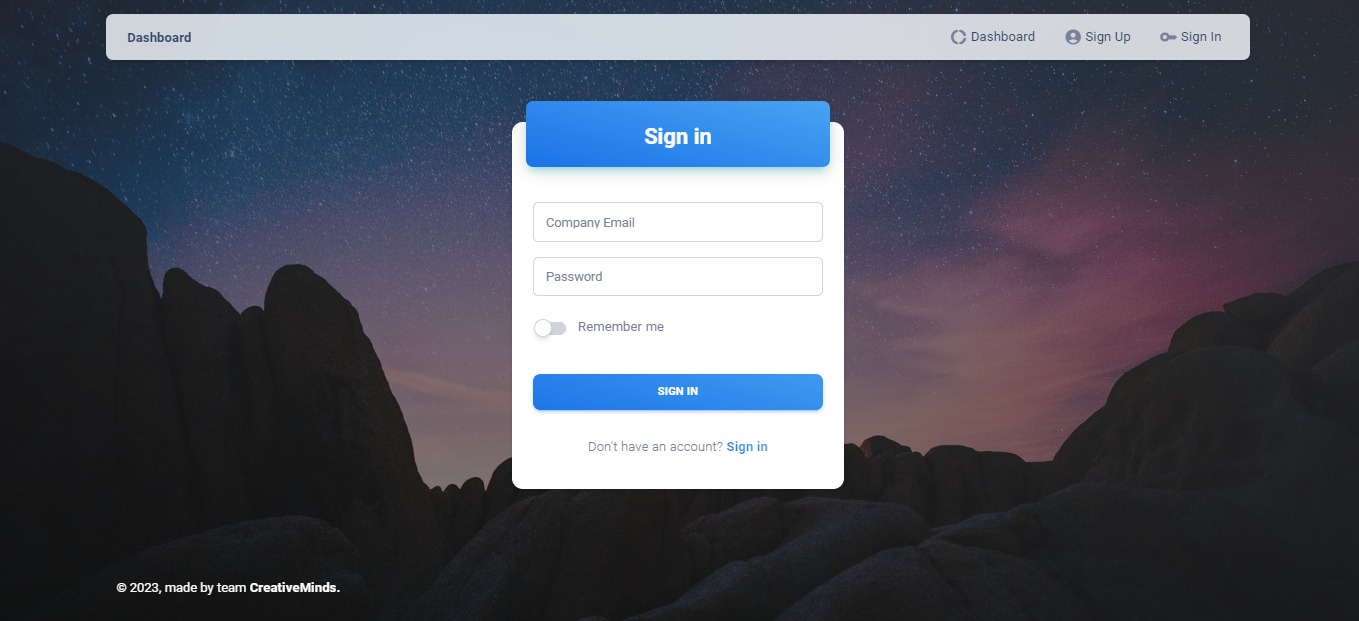 Dashboard
Dashboard
Sign Up
Sign In
Sign in
Company Email
Password
Remember me
SIGN IN
Don't have an account? Sign in
© 2023, made by team CreativeMinds.